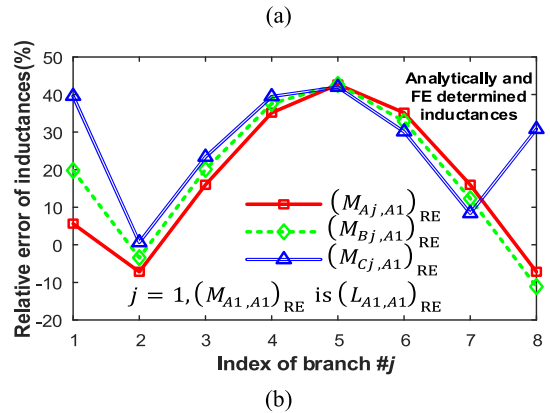 (a)
Relative error of inductances(%)
50
40
30
20
10
0
-10
-20
Analytically and
FE determined
inductances
(M_{Aj,A1})_{RE}
(M_{Bj,A1})_{RE}
(M_{Cj,A1})_{RE}
j = 1, (M_{A1,A1})_{RE} is (L_{A1,A1})_{RE}
1 2 3 4 5 6 7 8
Index of branch #j
(b)